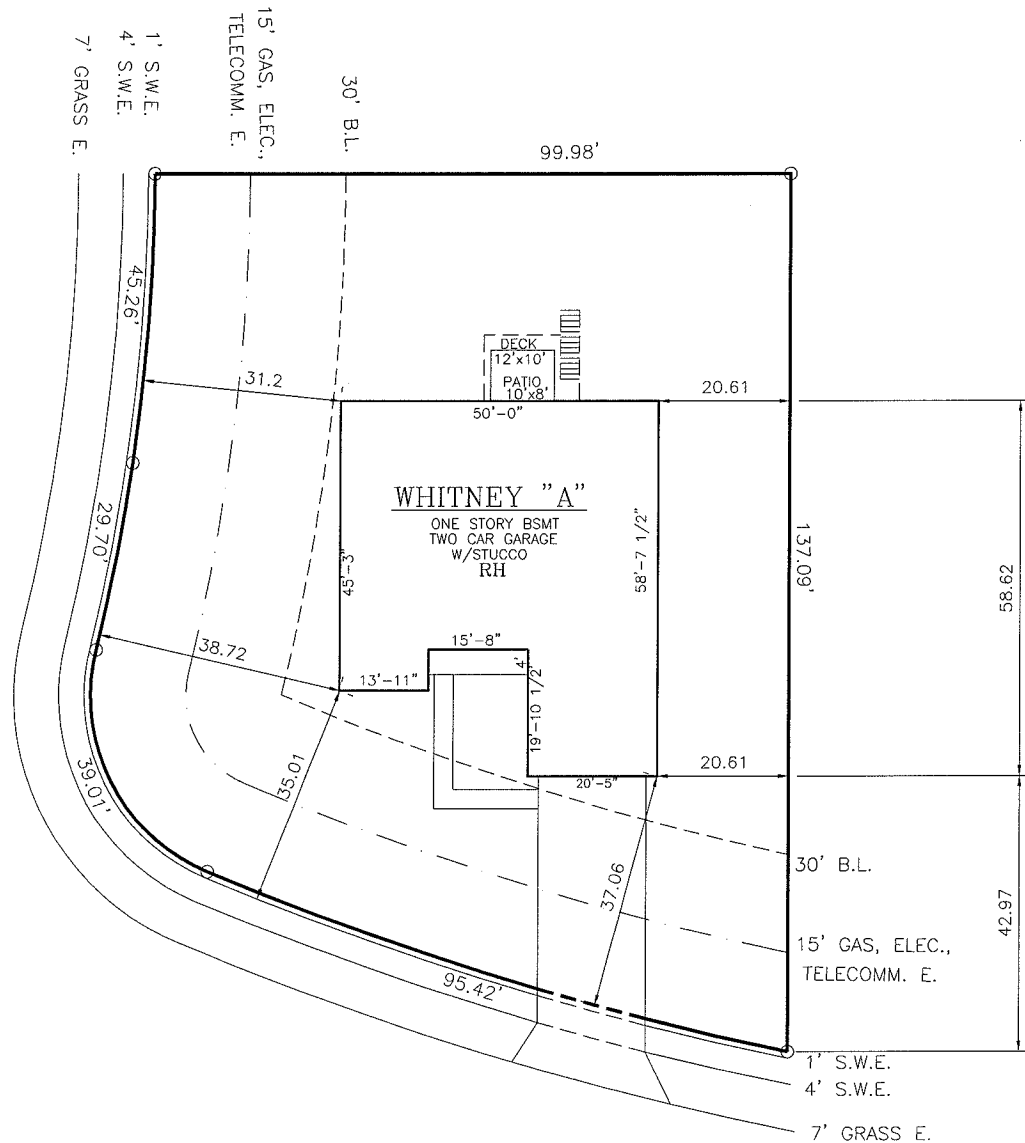 15' GAS, ELEC.,
TELECOMM. E.
1' S.W.E.
4' S.W.E.
7' GRASS E.
30' B.L.
99.98'
45.26'
31.2
DECK
12'x10'
PATIO
10'x8'
20.61
50'-0"
WHITNEY "A"
ONE STORY BSMT
TWO CAR GARAGE
W/STUCCO
RH
45'-3"
58'-7 1/2"
137.09'
58.62
29.70'
38.72
15'-8"
13'-11"
4'
19'-10 1/2"
20'-5"
20.61
35.01
39.01'
37.06
42.97
30' B.L.
15' GAS, ELEC.,
TELECOMM. E.
95.42'
1' S.W.E.
4' S.W.E.
7' GRASS E.